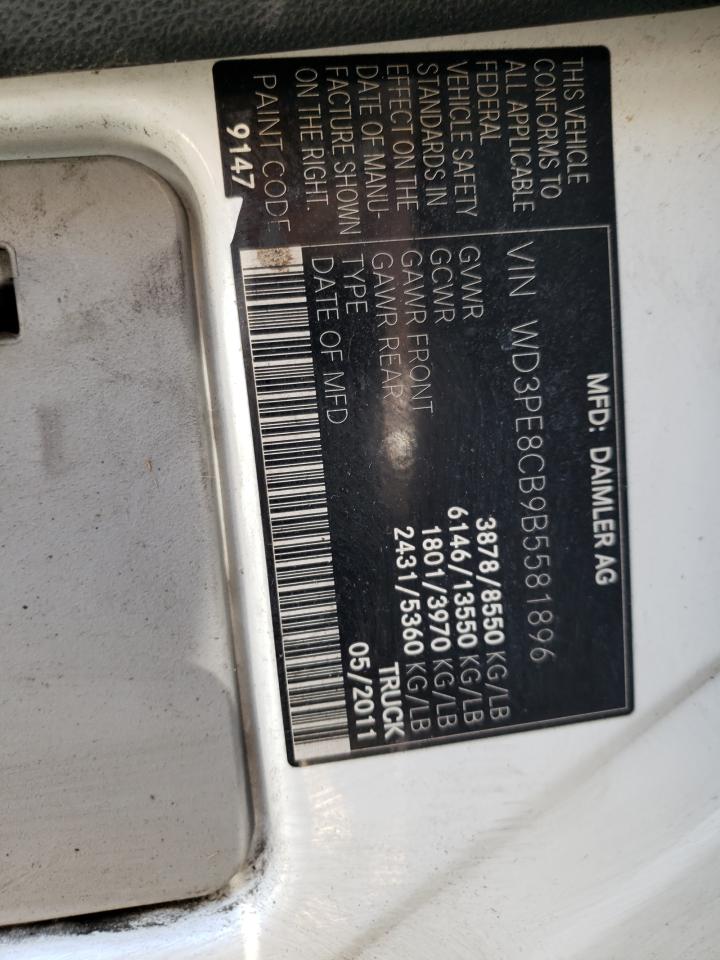 MFD: DAIMLER AG
THIS VEHICLE
CONFORMS TO
ALL APPLICABLE
FEDERAL
VEHICLE SAFETY
STANDARDS IN
EFFECT ON THE
DATE OF MANU-
FACTURE SHOWN
ON THE RIGHT.
PAINT CODE
9147
VIN WD3PE8CB9B5581896
GVWR 3878/8550 KG/LB
GCWR 6146/13550 KG/LB
GAWR FRONT 1801/3970 KG/LB
GAWR REAR 2431/5360 KG/LB
TYPE TRUCK
DATE OF MFD 05/2011